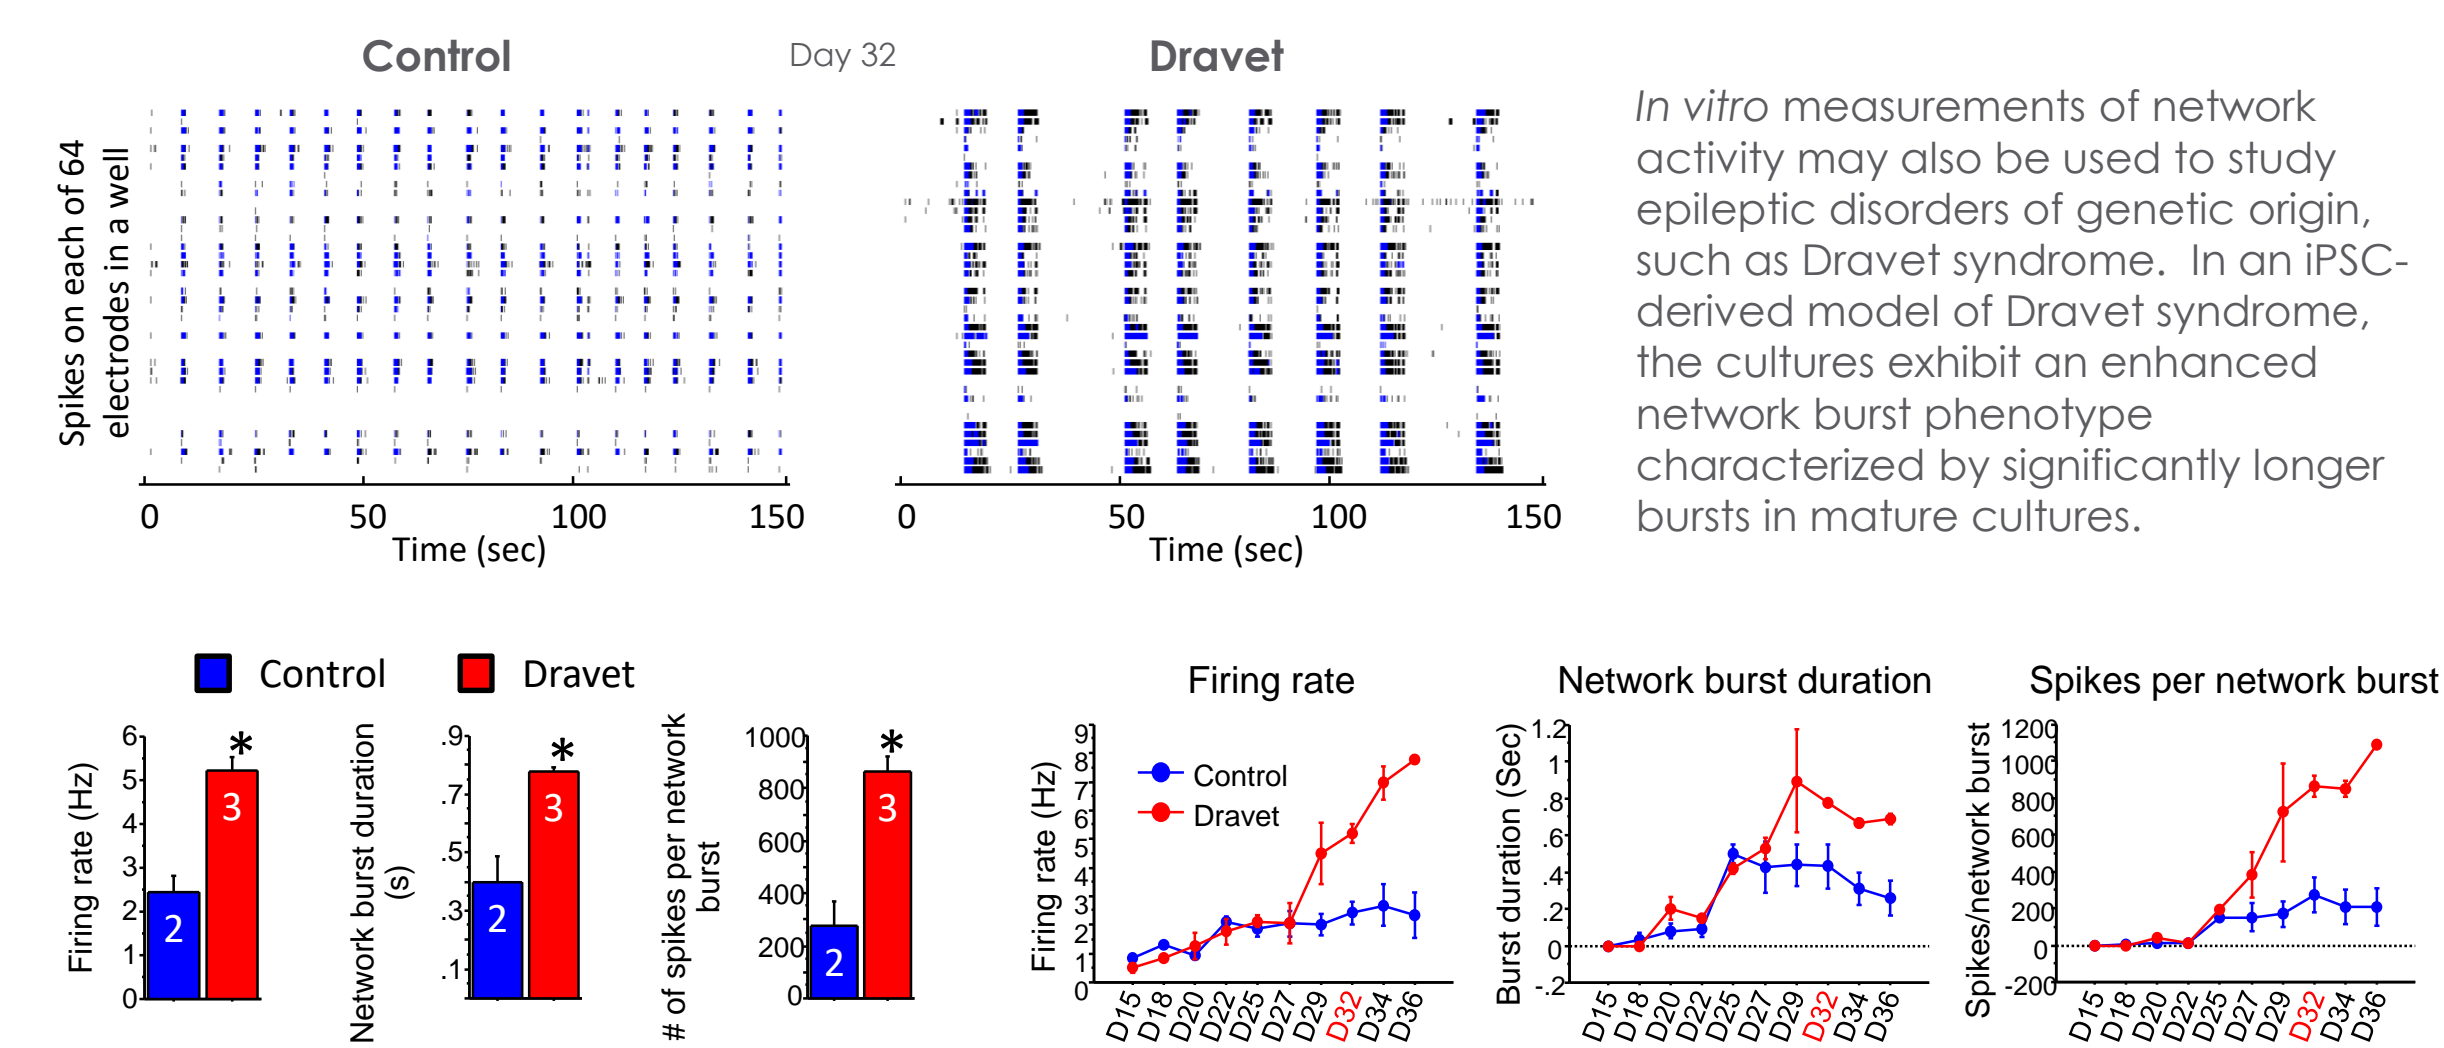 Control
Day 32
Dravet
Spikes on each of 64
electrodes in a well
0 50 100 150
Time (sec)
0 50 100 150
Time (sec)
In vitro measurements of network
activity may also be used to study
epileptic disorders of genetic origin,
such as Dravet syndrome.  In an iPSC-
derived model of Dravet syndrome,
the cultures exhibit an enhanced
network burst phenotype
characterized by significantly longer
bursts in mature cultures.
Control
Dravet
Firing rate (Hz)
6
5
4
3
2
1
0
2
3
*
Network burst duration
(s)
.9
.7
.5
.3
.1
2
3
*
# of spikes per network
burst
1000
800
600
400
200
0
2
3
*
Firing rate
Firing rate (Hz)
9
8
7
6
5
4
3
2
1
0
Control
Dravet
D15 D18 D20 D22 D25 D27 D29 D32 D34 D36
Network burst duration
Burst duration (Sec)
1.2
1
.8
.6
.4
.2
0
-.2
D15 D18 D20 D22 D25 D27 D29 D32 D34 D36
Spikes per network burst
Spikes/network burst
1200
1000
800
600
400
200
0
-200
D15 D18 D20 D22 D25 D27 D29 D32 D34 D36